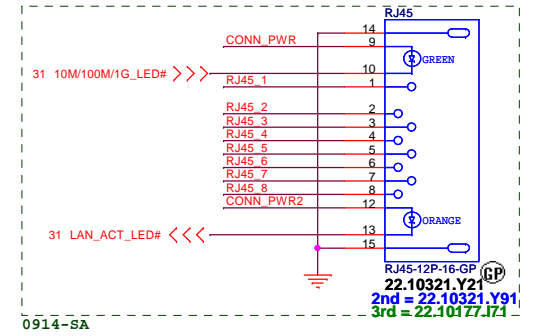 RJ45
14
CONN_PWR 9
GREEN
31 10M/100M/1G_LED# 10
RJ45_1 1
RJ45_2 2
RJ45_3 3
RJ45_4 4
RJ45_5 5
RJ45_6 6
RJ45_7 7
RJ45_8 8
CONN_PWR2 12
ORANGE
31 LAN_ACT_LED# 13
15
RJ45-12P-16-GP
GP
22.10321.Y21
2nd = 22.10321.Y91
3rd = 22.10177.I71
0914-SA